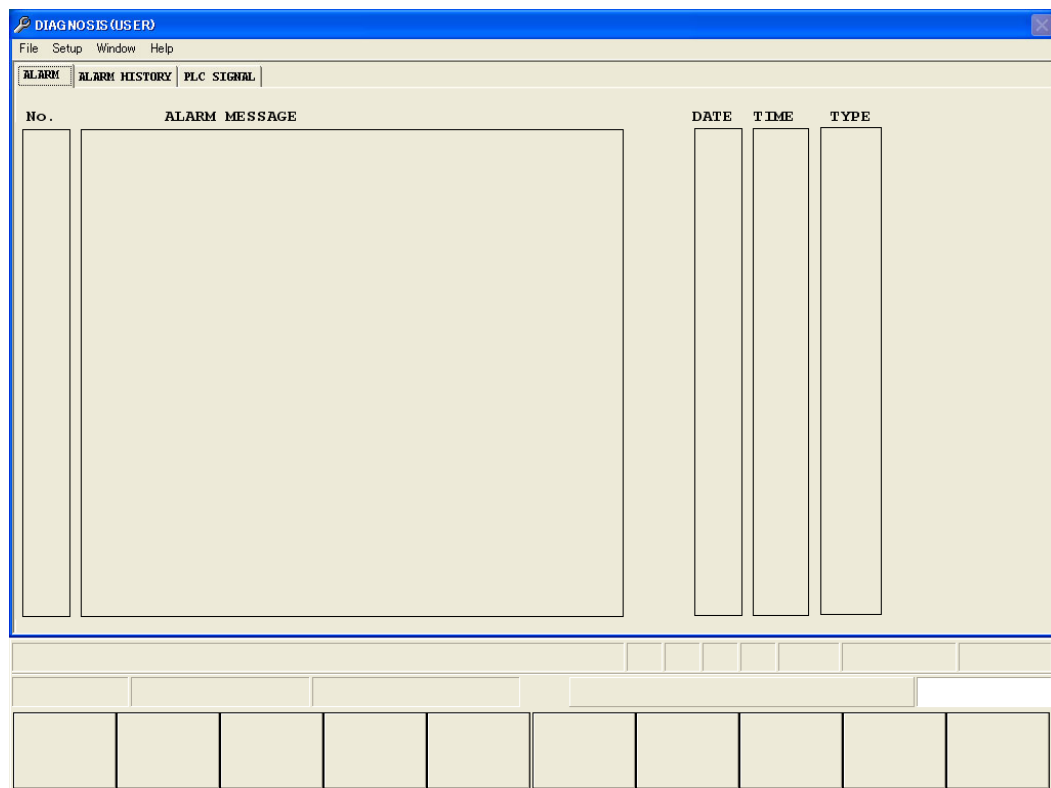 DIAGNOSIS(USER)
File Setup Window Help
ALARM ALARM HISTORY PLC SIGNAL
No. ALARM MESSAGE DATE TIME TYPE